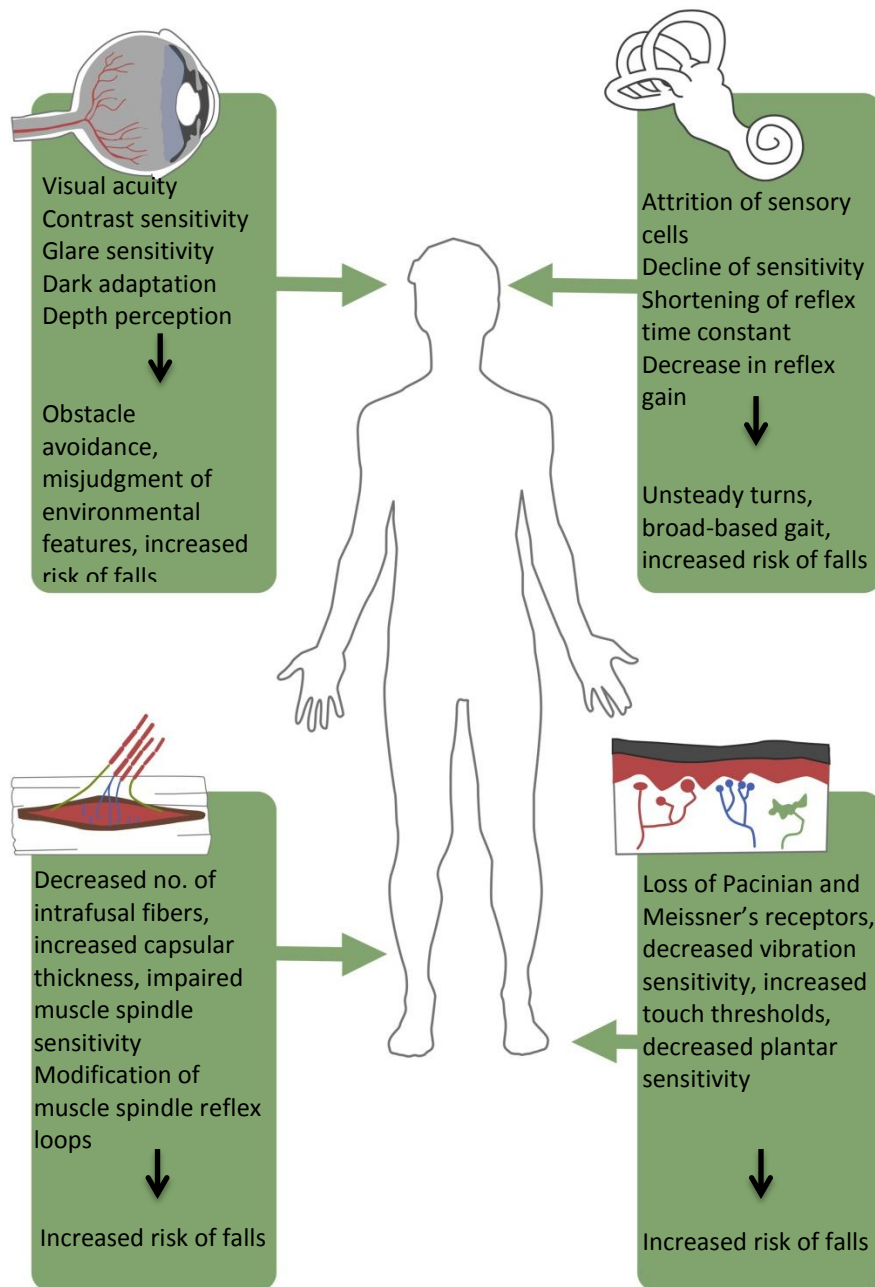 Visual acuity
Contrast sensitivity
Glare sensitivity
Dark adaptation
Depth perception
Obstacle
avoidance,
misjudgment of
environmental
features, increased
risk of falls
Attrition of sensory
cells
Decline of sensitivity
Shortening of reflex
time constant
Decrease in reflex
gain
Unsteady turns,
broad-based gait,
increased risk of falls
Decreased no. of
intrafusal fibers,
increased capsular
thickness, impaired
muscle spindle
sensitivity
Modification of
muscle spindle reflex
loops
Increased risk of falls
Loss of Pacinian and
Meissner’s receptors,
decreased vibration
sensitivity, increased
touch thresholds,
decreased plantar
sensitivity
Increased risk of falls